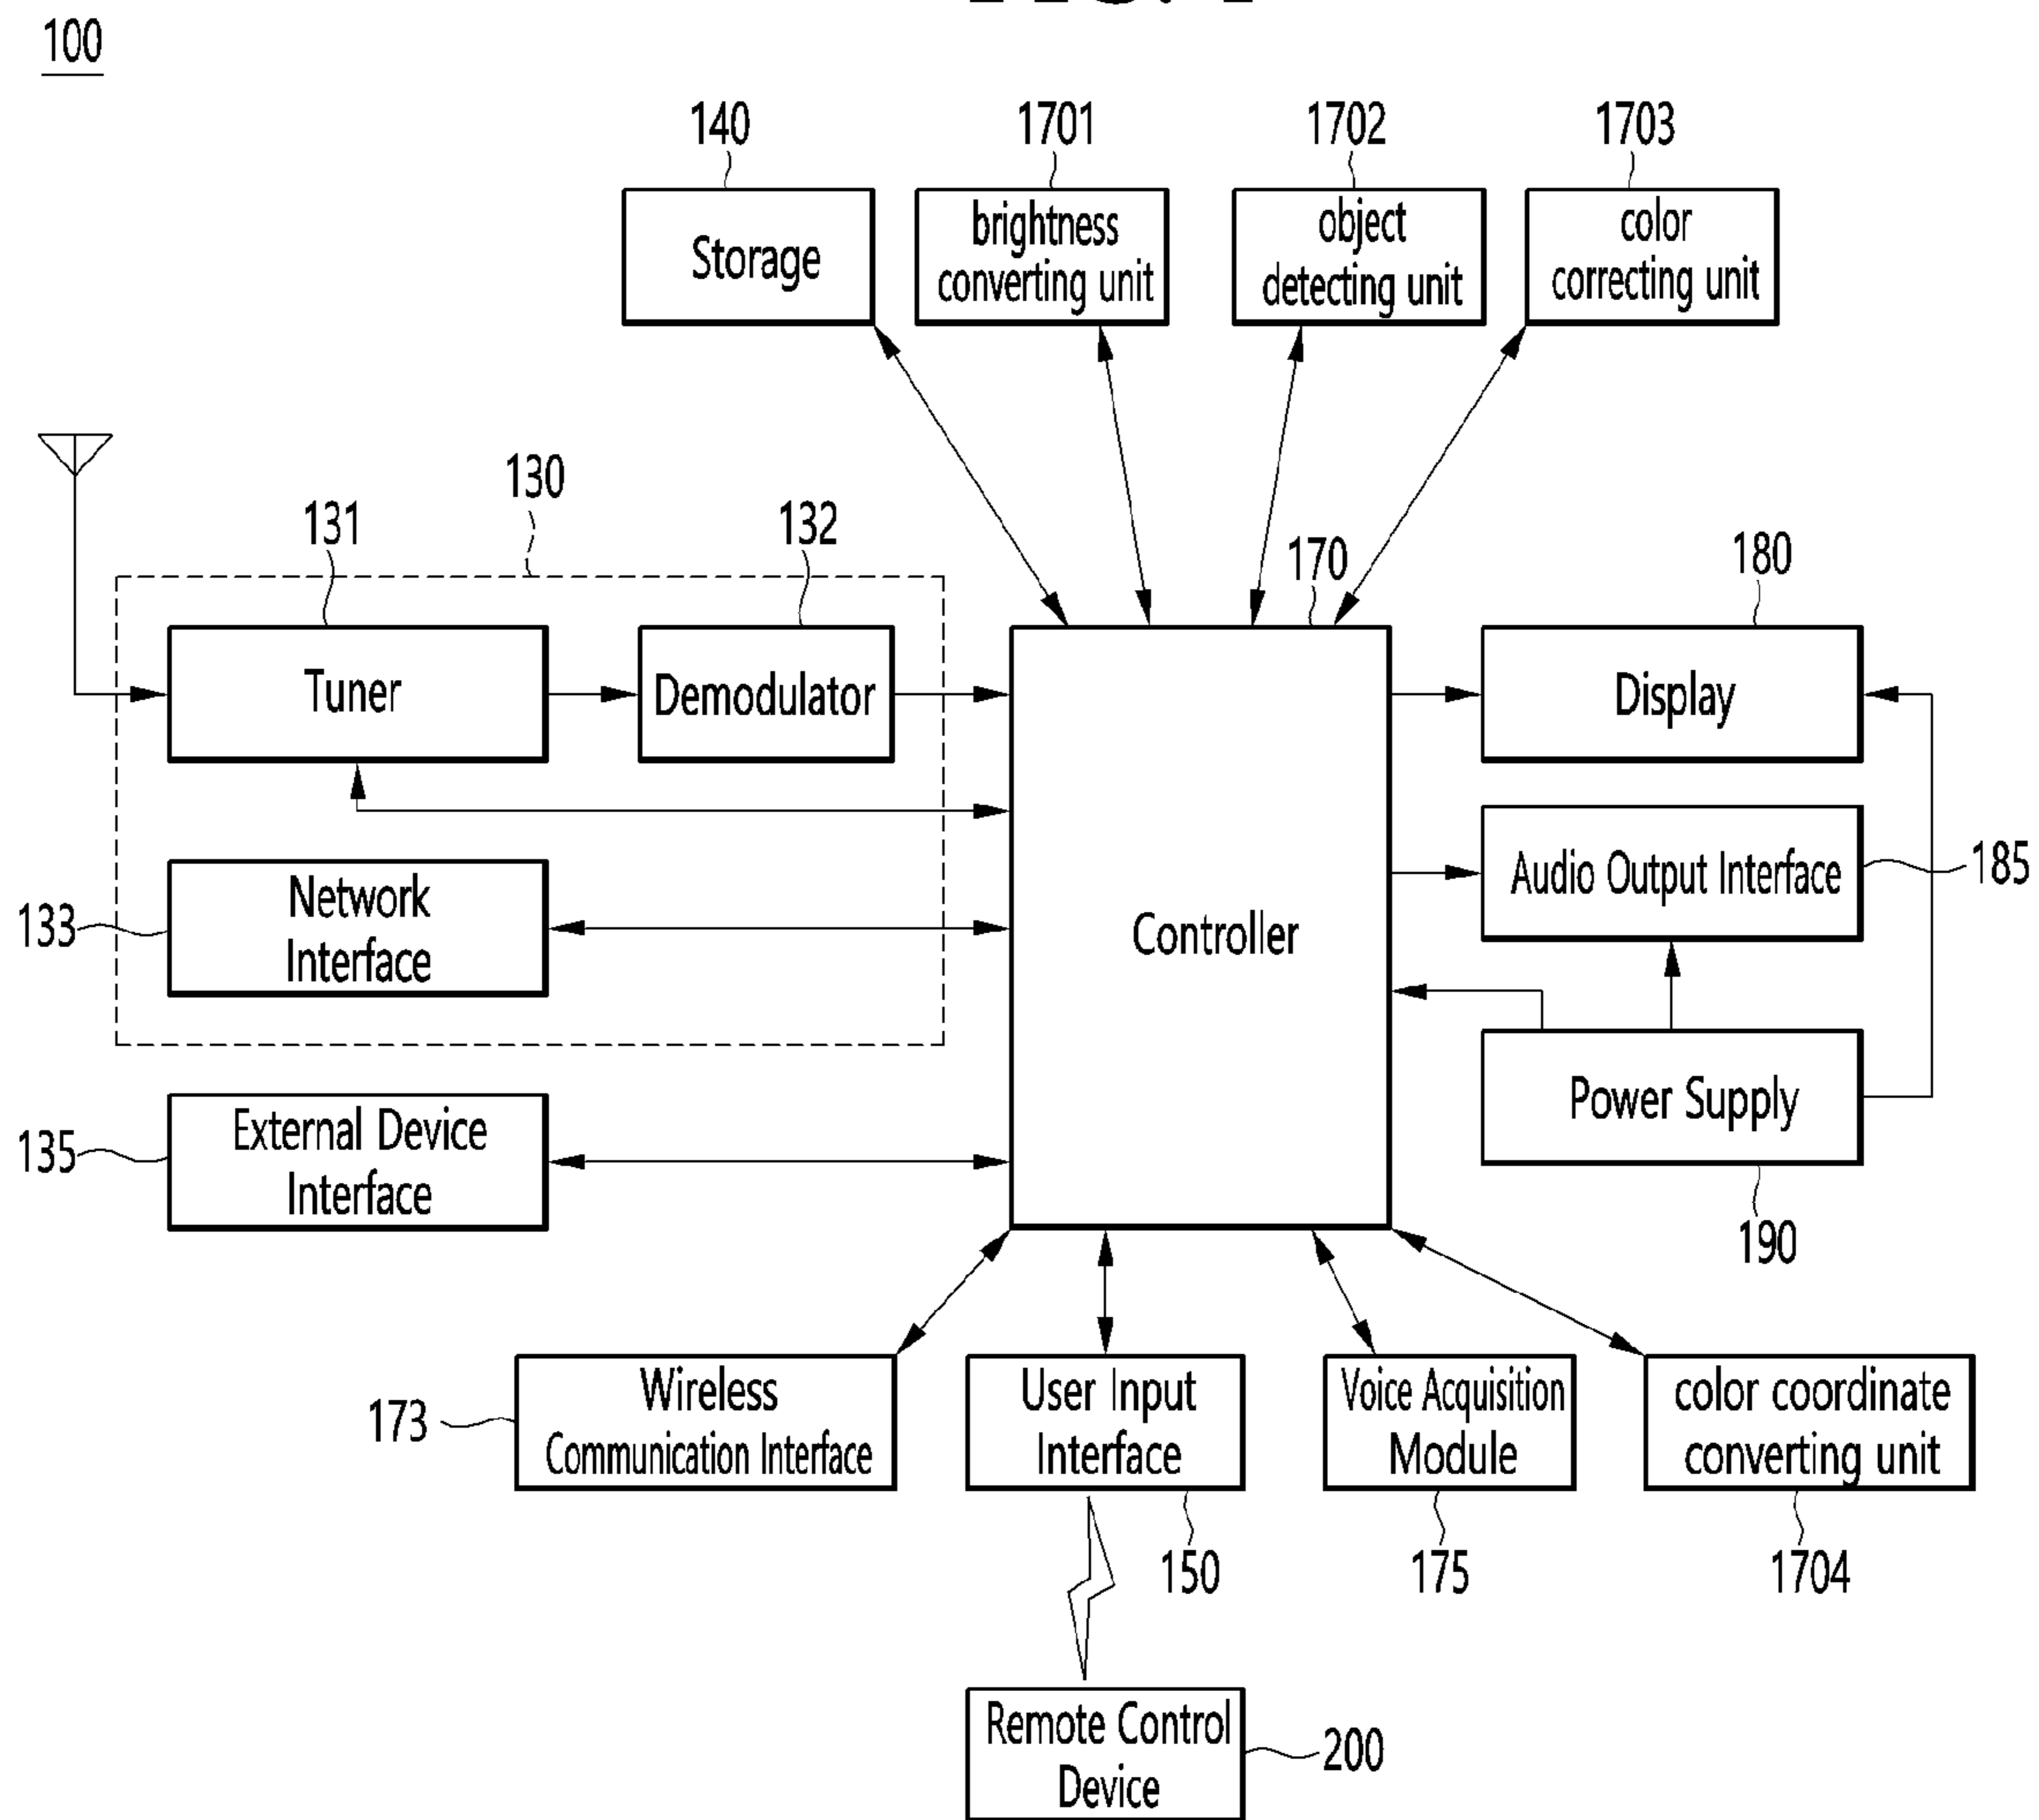 100
140
1701
1702
1703
Storage
brightness
converting unit
object
detecting unit
color
correcting unit
130
131
132
170
180
Tuner
Demodulator
Display
Network
Interface
133
Controller
Audio Output Interface
185
External Device
Interface
135
Power Supply
190
Wireless
Communication Interface
173
User Input
Interface
150
Voice Acquisition
Module
175
color coordinate
converting unit
1704
Remote Control
Device
200